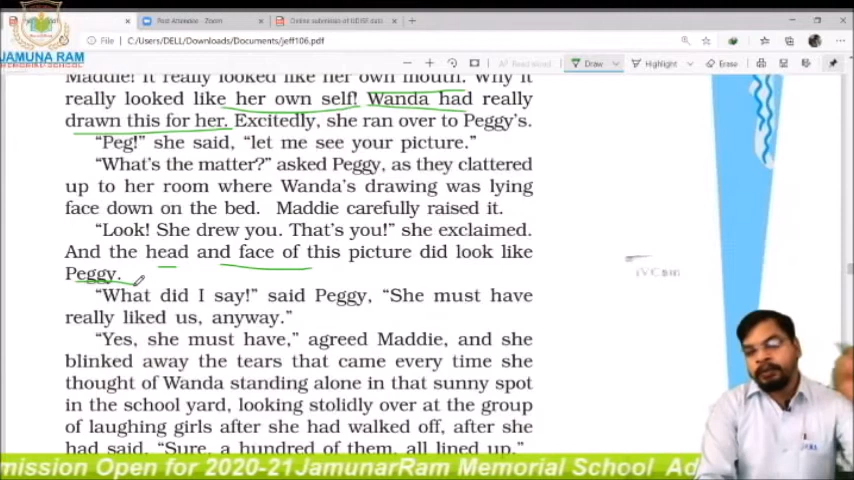 Post Attendee - Zoom
Online submission of
File
C:/Users/DELL/Downloads/Documents/jeff106.pdf
JAMUNA RAM
Read aloud
Draw
Highlight
Erase
Maddie! It really looked like her own mouth. Why it
really looked like her own self! Wanda had really
drawn this for her. Excitedly, she ran over to Peggy's.
“Peg!” she said, “let me see your picture.”
“What's the matter?” asked Peggy, as they clattered
up to her room where Wanda's drawing was lying
face down on the bed. Maddie carefully raised it.
“Look! She drew you. That's you!” she exclaimed.
And the head and face of this picture did look like
Peggy.
“What did I say!” said Peggy, “She must have
really liked us, anyway.”
“Yes, she must have,” agreed Maddie, and she
blinked away the tears that came every time she
thought of Wanda standing alone in that sunny spot
in the school yard, looking stolidly over at the group
of laughing girls after she had walked off, after she
had said, “Sure, a hundred of them, all lined up.”
mission Open for 2020-21JamunarRam Memorial School Ad